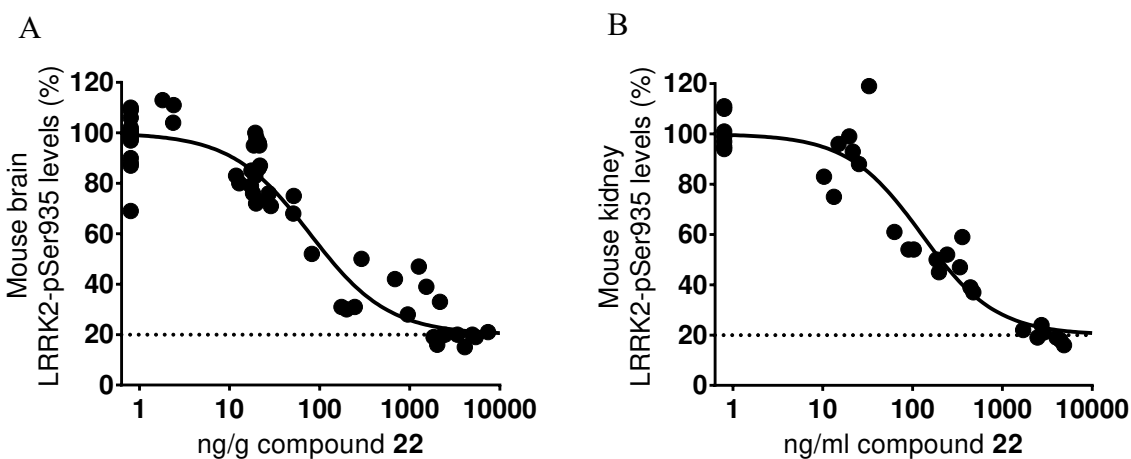 A
Mouse brain
LRRK2-pSer935 levels (%)
120
100
80
60
40
20
0
1 10 100 1000 10000
ng/g compound 22
B
Mouse kidney
LRRK2-pSer935 levels (%)
120
100
80
60
40
20
0
1 10 100 1000 10000
ng/ml compound 22